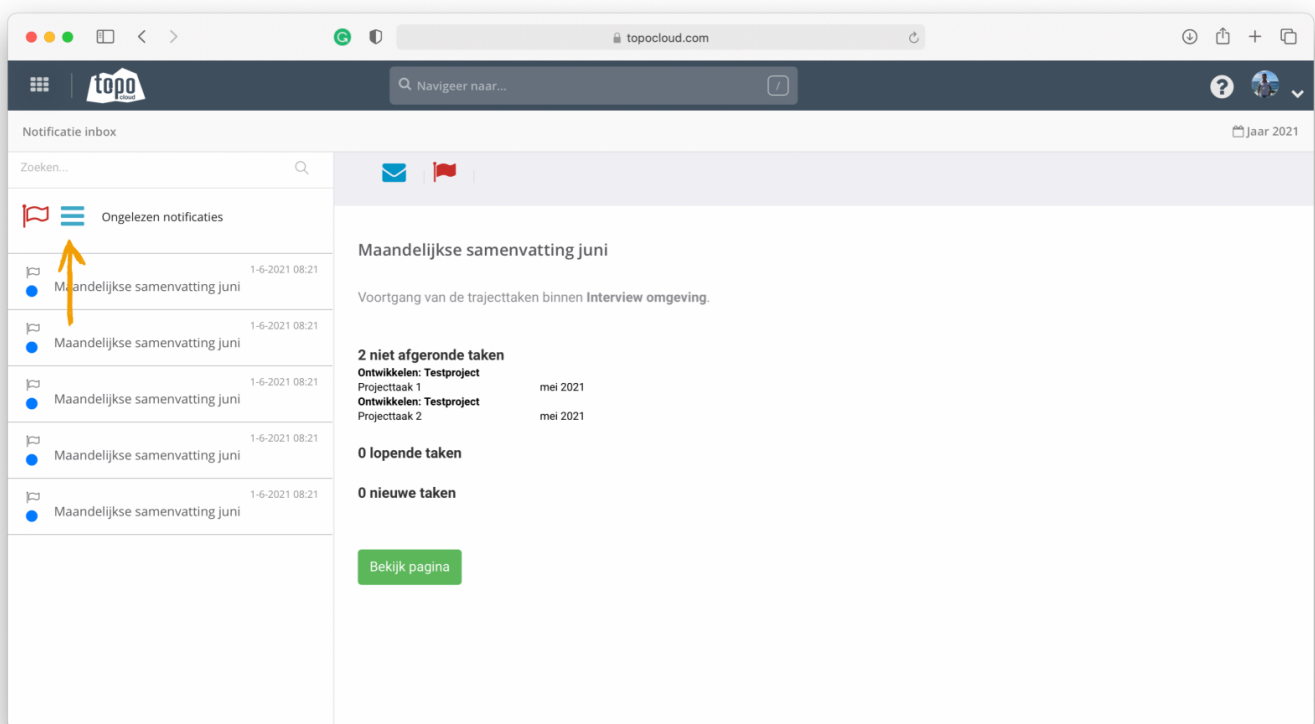 topocloud.com
topo
cloud
Navigeer naar...
/
?
Notificatie inbox
Jaar 2021
Zoeken...
Ongelezen notificaties
1-6-2021 08:21
Maandelijkse samenvatting juni
1-6-2021 08:21
Maandelijkse samenvatting juni
1-6-2021 08:21
Maandelijkse samenvatting juni
1-6-2021 08:21
Maandelijkse samenvatting juni
1-6-2021 08:21
Maandelijkse samenvatting juni
Maandelijkse samenvatting juni
Voortgang van de trajecttaken binnen Interview omgeving.
2 niet afgeronde taken
Ontwikkelen: Testproject
Projecttaak 1 mei 2021
Ontwikkelen: Testproject
Projecttaak 2 mei 2021
0 lopende taken
0 nieuwe taken
Bekijk pagina